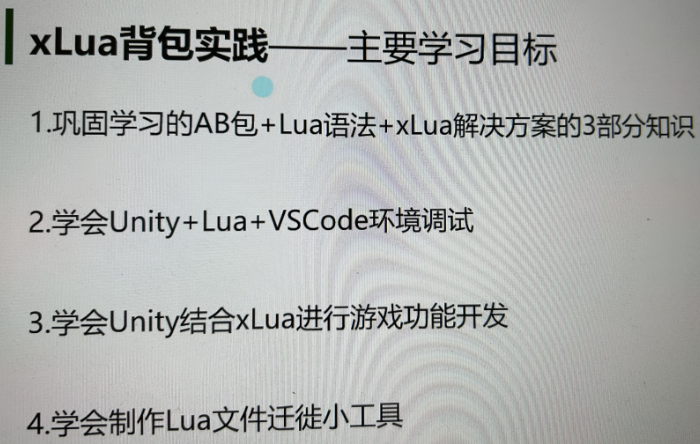 xLua背包实践——主要学习目标
1.巩固学习的AB包+Lua语法+xLua解决方案的3部分知识
2.学会Unity+Lua+VSCode环境调试
3.学会Unity结合xLua进行游戏功能开发
4.学会制作Lua文件迁徙小工具